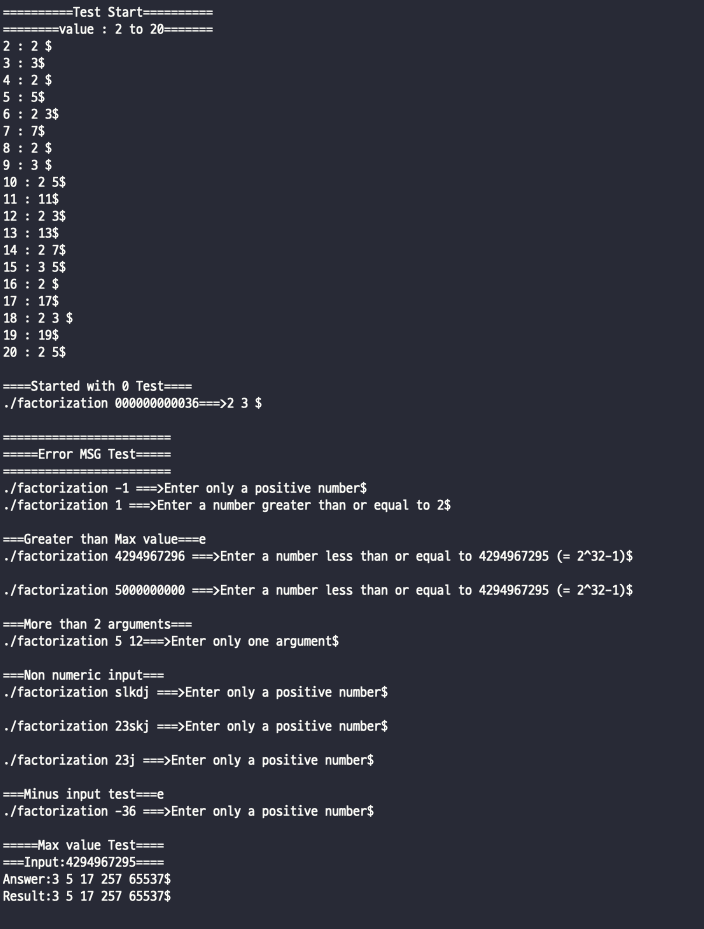 ==========Test Start==========
========value : 2 to 20=======
2 : 2 $
3 : 3$
4 : 2 $
5 : 5$
6 : 2 3$
7 : 7$
8 : 2 $
9 : 3 $
10 : 2 5$
11 : 11$
12 : 2 3$
13 : 13$
14 : 2 7$
15 : 3 5$
16 : 2 $
17 : 17$
18 : 2 3 $
19 : 19$
20 : 2 5$
====Started with 0 Test====
./factorization 000000000036===>2 3 $
========================
=====Error MSG Test=====
========================
./factorization -1 ===>Enter only a positive number$
./factorization 1 ===>Enter a number greater than or equal to 2$
===Greater than Max value===e
./factorization 4294967296 ===>Enter a number less than or equal to 4294967295 (= 2^32-1)$
./factorization 5000000000 ===>Enter a number less than or equal to 4294967295 (= 2^32-1)$
===More than 2 arguments===
./factorization 5 12===>Enter only one argument$
===Non numeric input===
./factorization slkdj ===>Enter only a positive number$
./factorization 23skj ===>Enter only a positive number$
./factorization 23j ===>Enter only a positive number$
===Minus input test===e
./factorization -36 ===>Enter only a positive number$
=====Max value Test====
===Input:4294967295====
Answer:3 5 17 257 65537$
Result:3 5 17 257 65537$